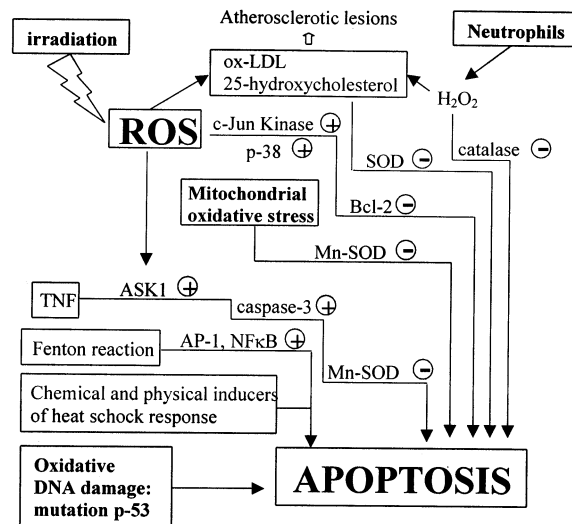 Atherosclerotic lesions
irradiation
Neutrophils
ox-LDL
25-hydroxycholesterol
H₂O₂
ROS
c-Jun Kinase +
p-38 +
SOD −
catalase −
Mitochondrial
oxidative stress
Bcl-2 −
Mn-SOD −
TNF
ASK1 +
caspase-3 +
Fenton reaction
AP-1, NFκB +
Mn-SOD −
Chemical and physical inducers
of heat schock response
Oxidative
DNA damage:
mutation p-53
APOPTOSIS